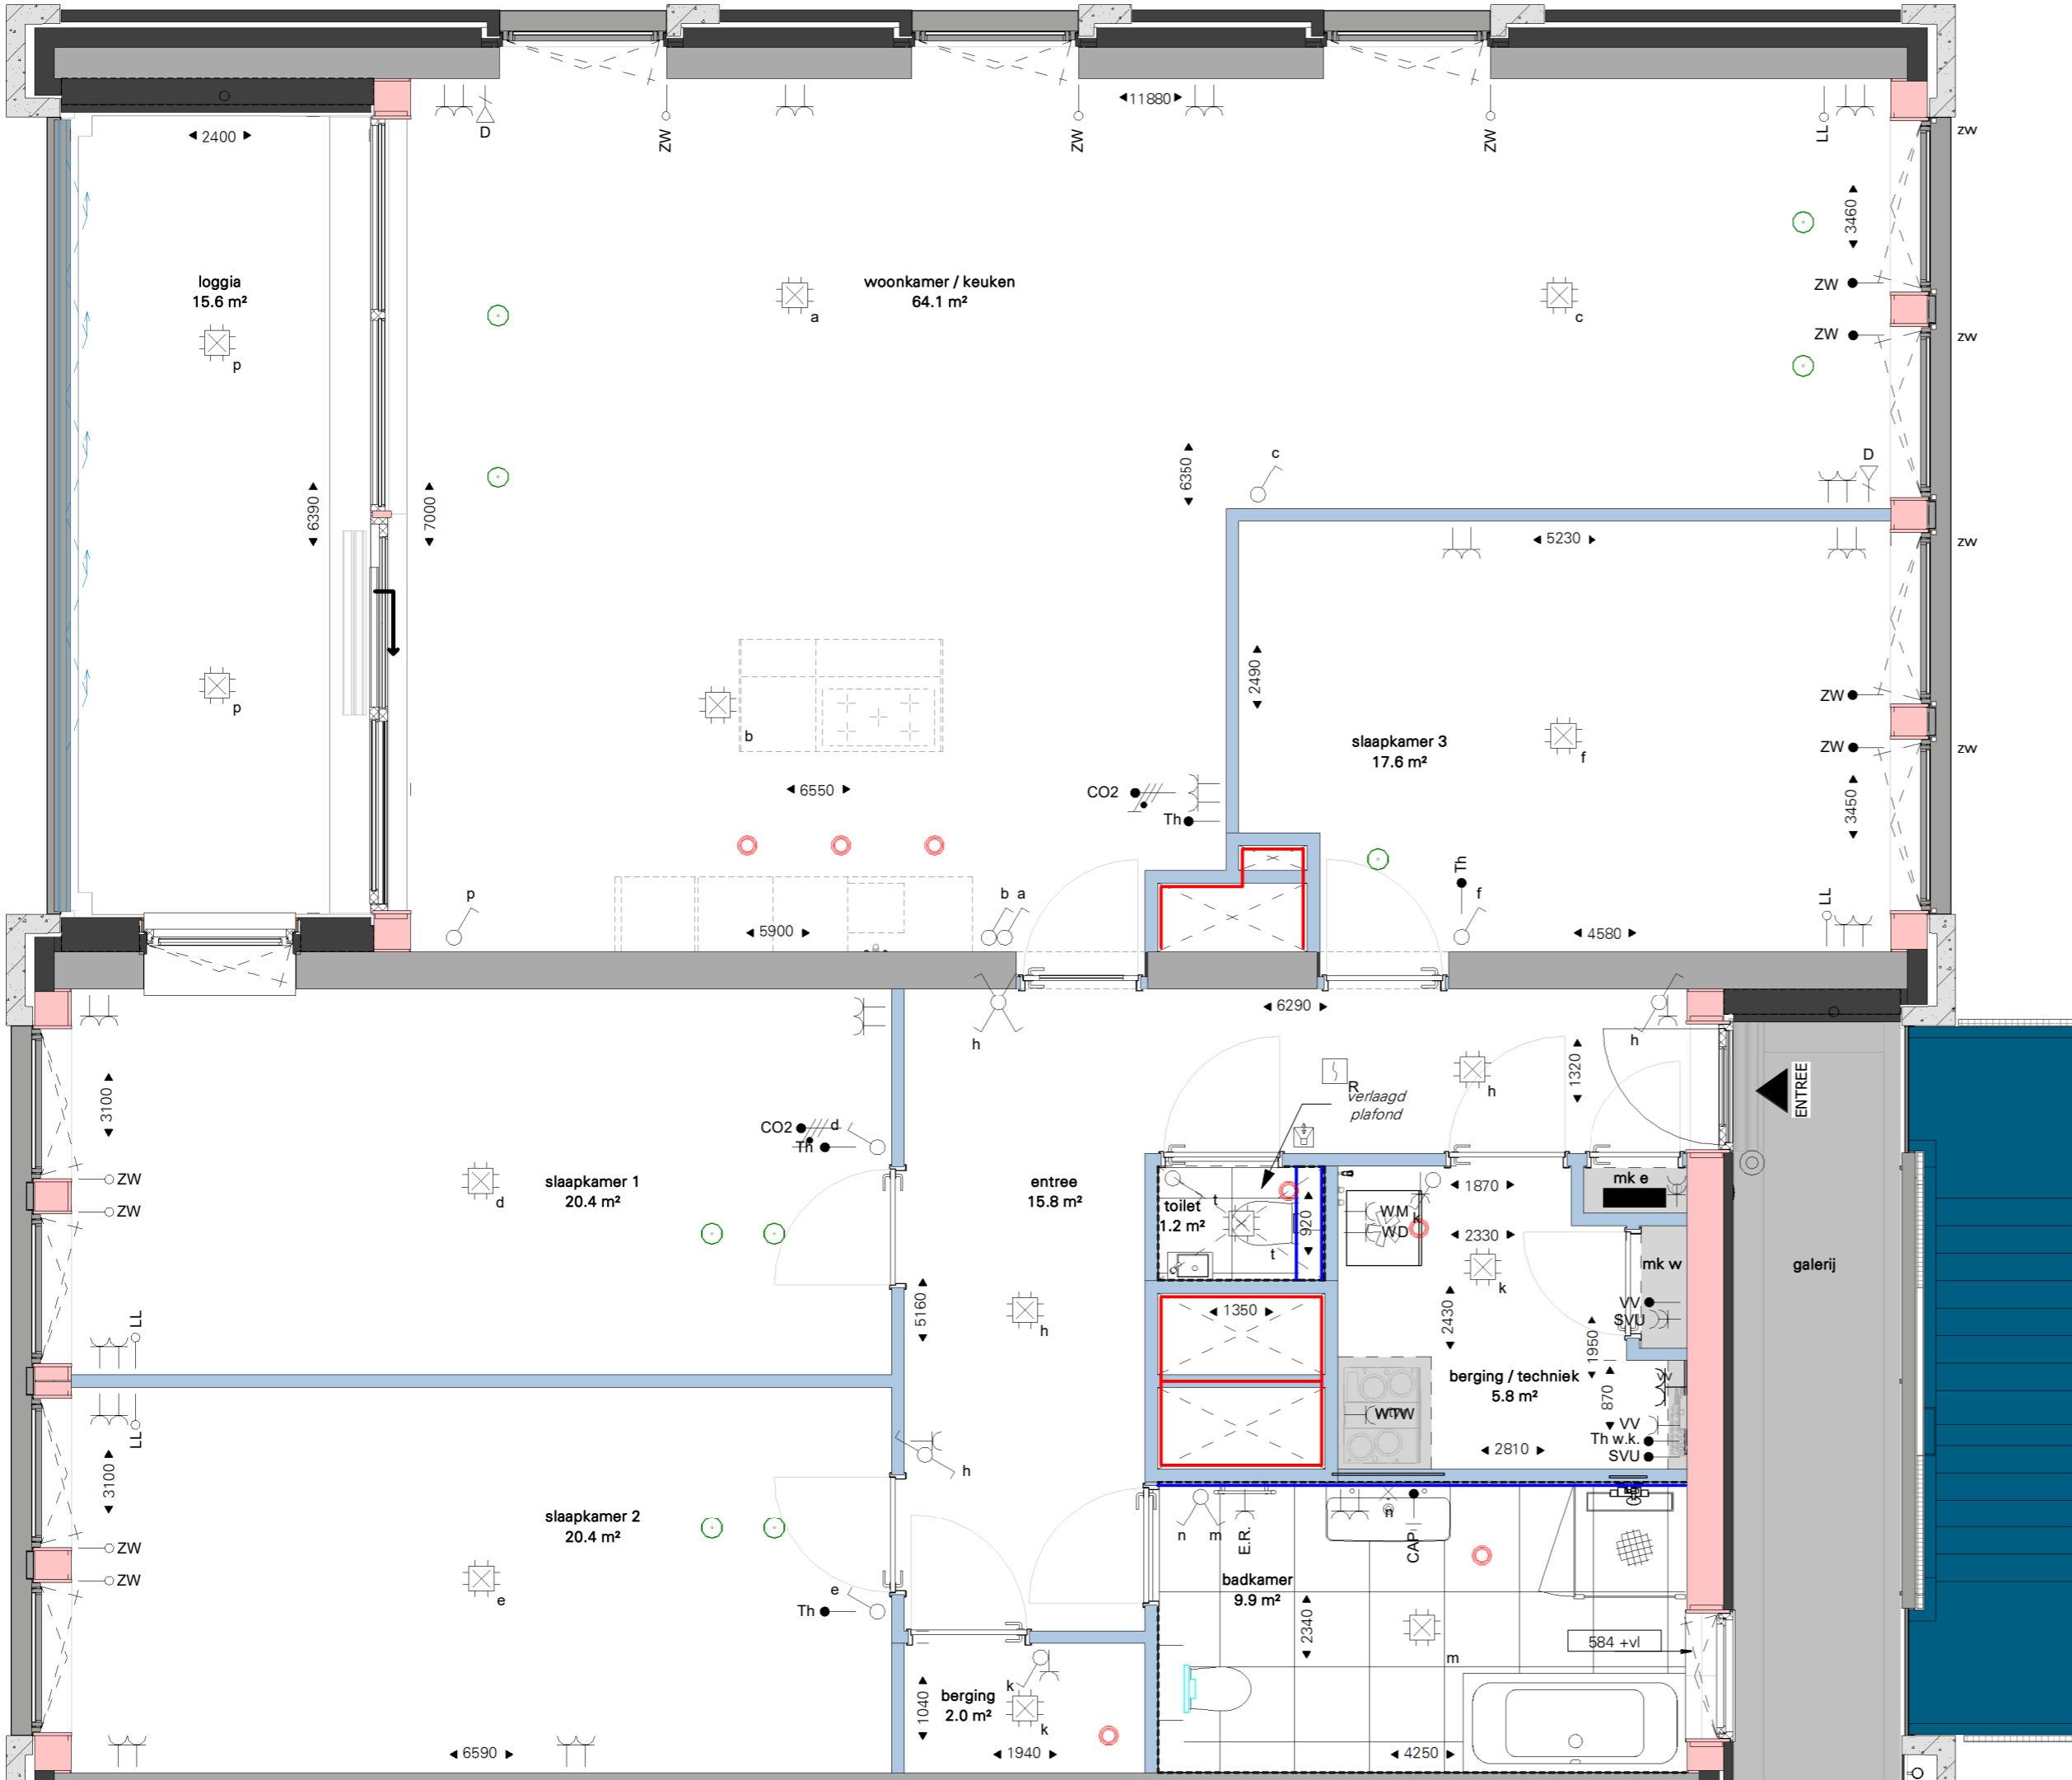 11880
2400
D
ZW
ZW
ZW
LL
zw
3460
loggia
15.6 m²
woonkamer / keuken
64.1 m²
ZW
a
c
ZW
zw
p
6390
7000
6350
c
D
5230
zw
2490
p
b
slaapkamer 3
17.6 m²
f
ZW
ZW
zw
6550
CO2
Th
3450
p
5900
b a
Th
f
LL
4580
h
6290
h
3100
R
verlaagd
plafond
h
1320
ENTREE
CO2
d
Th
ZW
ZW
d
slaapkamer 1
20.4 m²
entree
15.8 m²
toilet
1.2 m²
t
t
920
W.M
k
WD
1870
2330
mk e
mk w
galerij
k
VV
SVU
LL
5160
h
1350
2430
1950
berging / techniek
5.8 m²
870
vv
LL
WTW
VV
Th w.k.
SVU
2810
h
3100
slaapkamer 2
20.4 m²
n
m
E.R.
n
CAP.
ZW
ZW
e
e
Th
badkamer
9.9 m²
2340
584 +vl
m
k
1040
berging
2.0 m²
k
6590
1940
4250